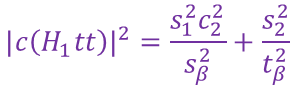 |c(H₁tt)|² = s₁²c₂²/s_β² + s₂²/t_β²